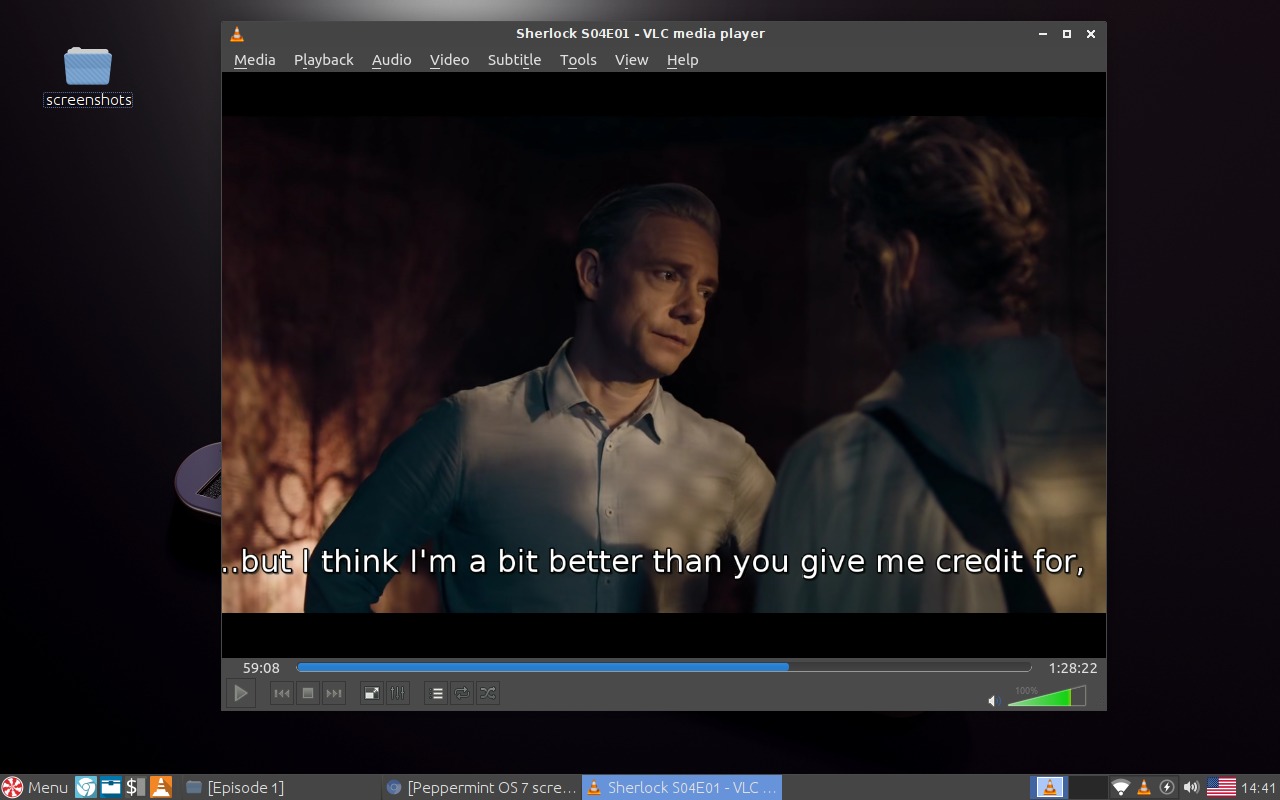 Sherlock S04E01 - VLC media player
screenshots
Media Playback Audio Video Subtitle Tools View Help
..but I think I'm a bit better than you give me credit for,
59:08 1:28:22
100%
Menu [Episode 1] [Peppermint OS 7 scre... Sherlock S04E01 - VLC ... 14:41